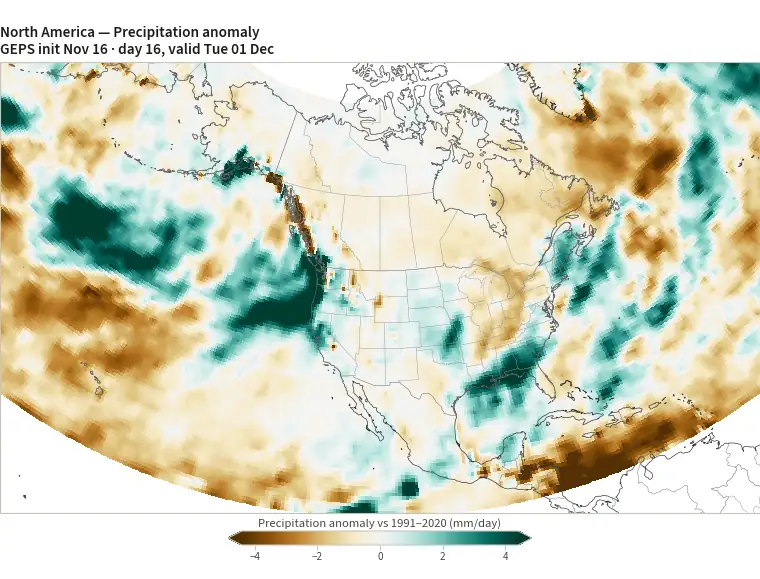 North America — Precipitation anomaly
GEPS init Nov 16 · day 16, valid Tue 01 Dec
Precipitation anomaly vs 1991–2020 (mm/day)
−4 −2 0 2 4